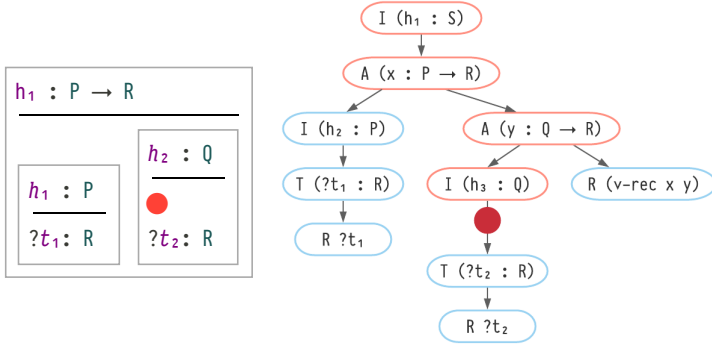 h₁ : P → R
h₂ : Q
h₁ : P
?t₁: R
?t₂: R
I (h₁ : S)
A (x : P → R)
I (h₂ : P)
A (y : Q → R)
T (?t₁ : R)
I (h₃ : Q)
R (v-rec x y)
R ?t₁
T (?t₂ : R)
R ?t₂